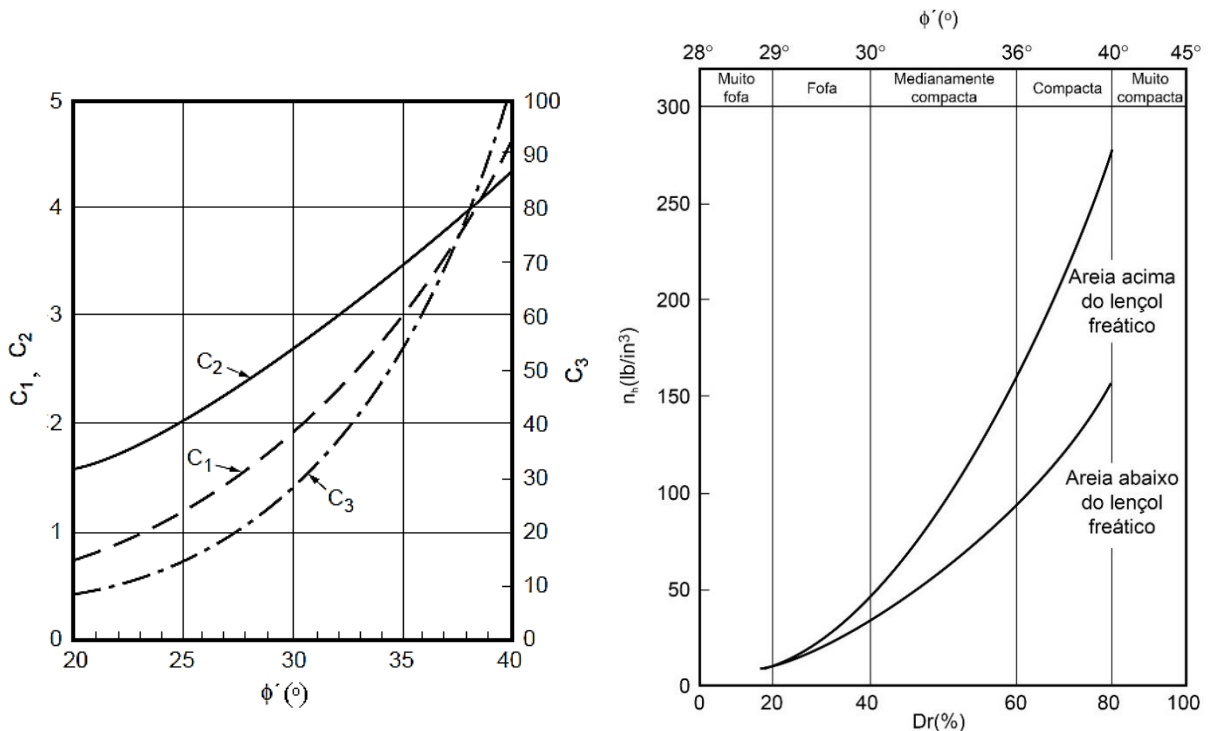 5
4
3
2
1
0
C₁, C₂
100
90
80
70
60
50
40
30
20
10
0
C₃
C₂
C₁
C₃
20
25
30
35
40
ϕ´(º)
ϕ´(º)
28°
29°
30°
36°
40°
45°
Muito
fofa
Fofa
Medianamente
compacta
Compacta
Muito
compacta
300
250
200
150
100
50
0
nₕ(lb/in³)
Areia acima
do lençol
freático
Areia abaixo
do lençol
freático
0
20
40
60
80
100
Dr(%)